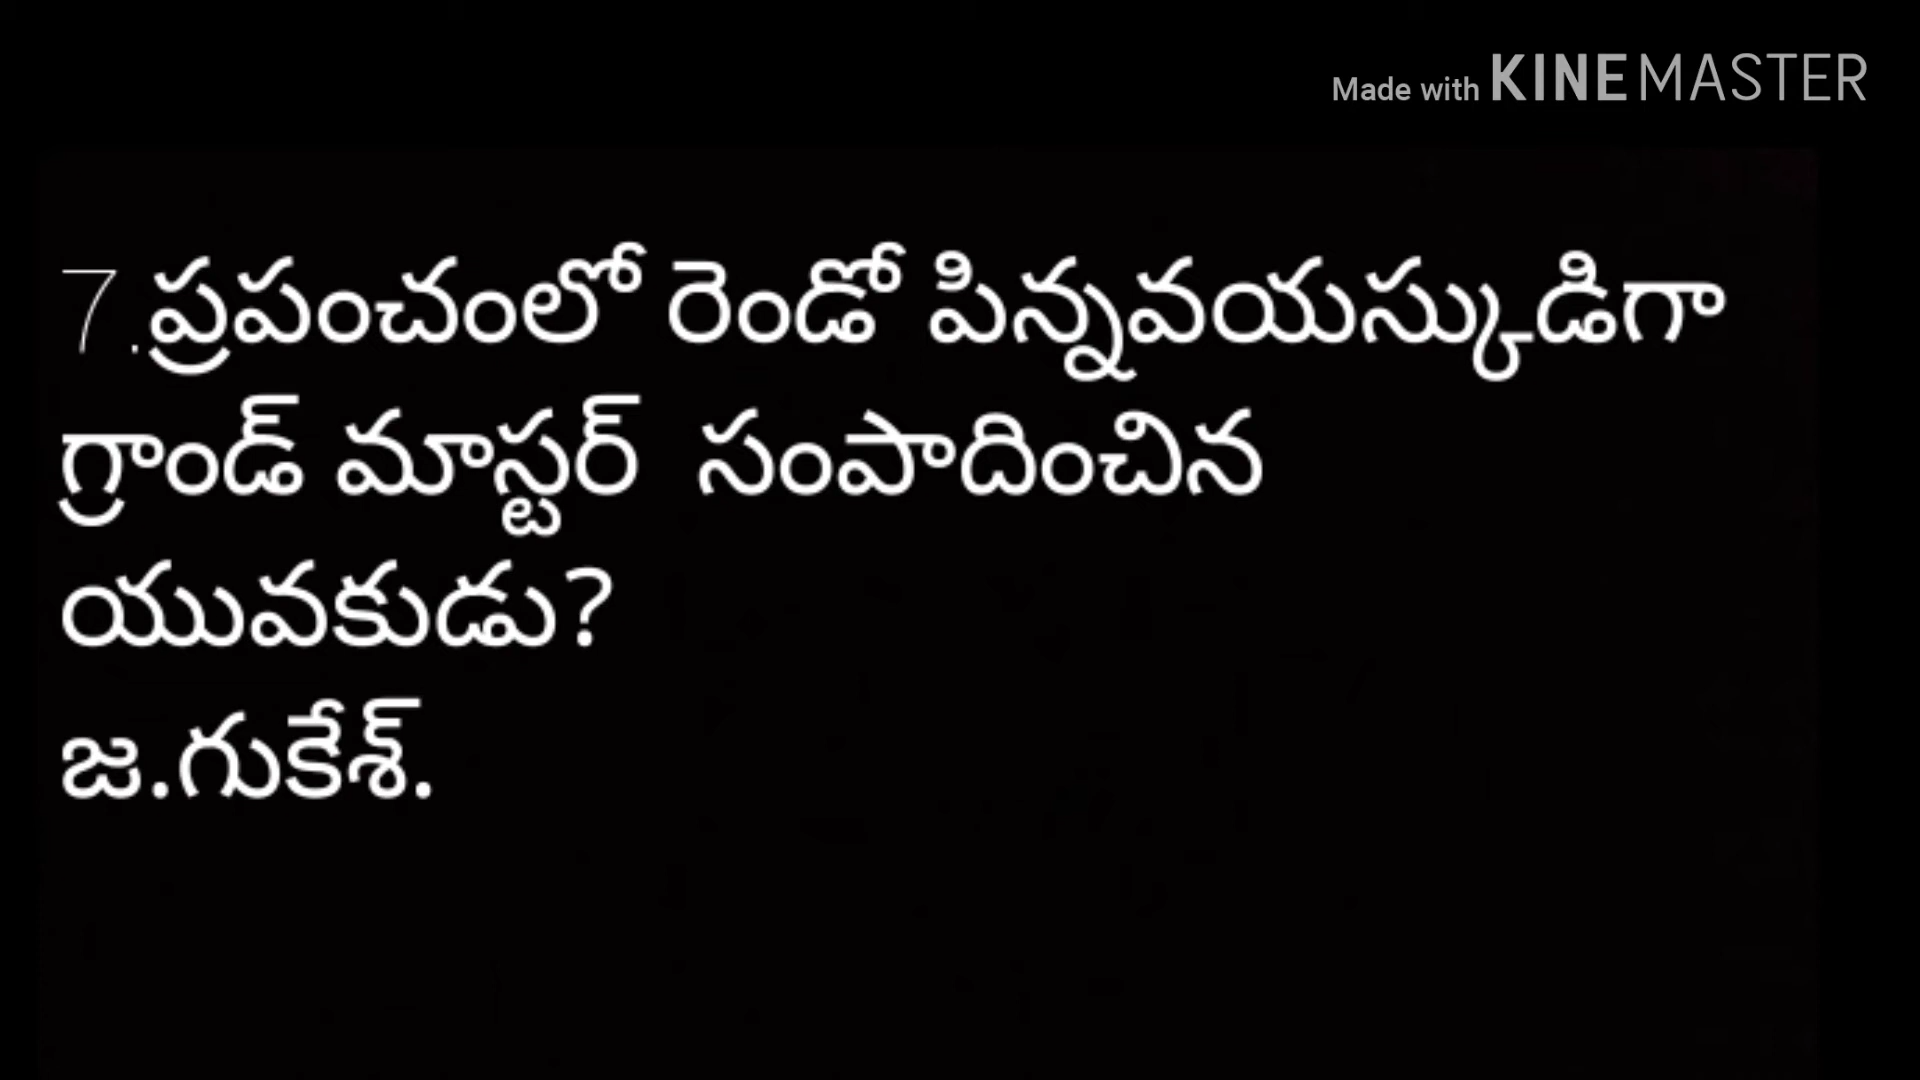 Made with KINEMASTER
7.ప్రపంచంలో రెండో పిన్నవయస్కుడిగా
గ్రాండ్ మాస్టర్ సంపాదించిన
యువకుడు?
జ.గుకేశ్.